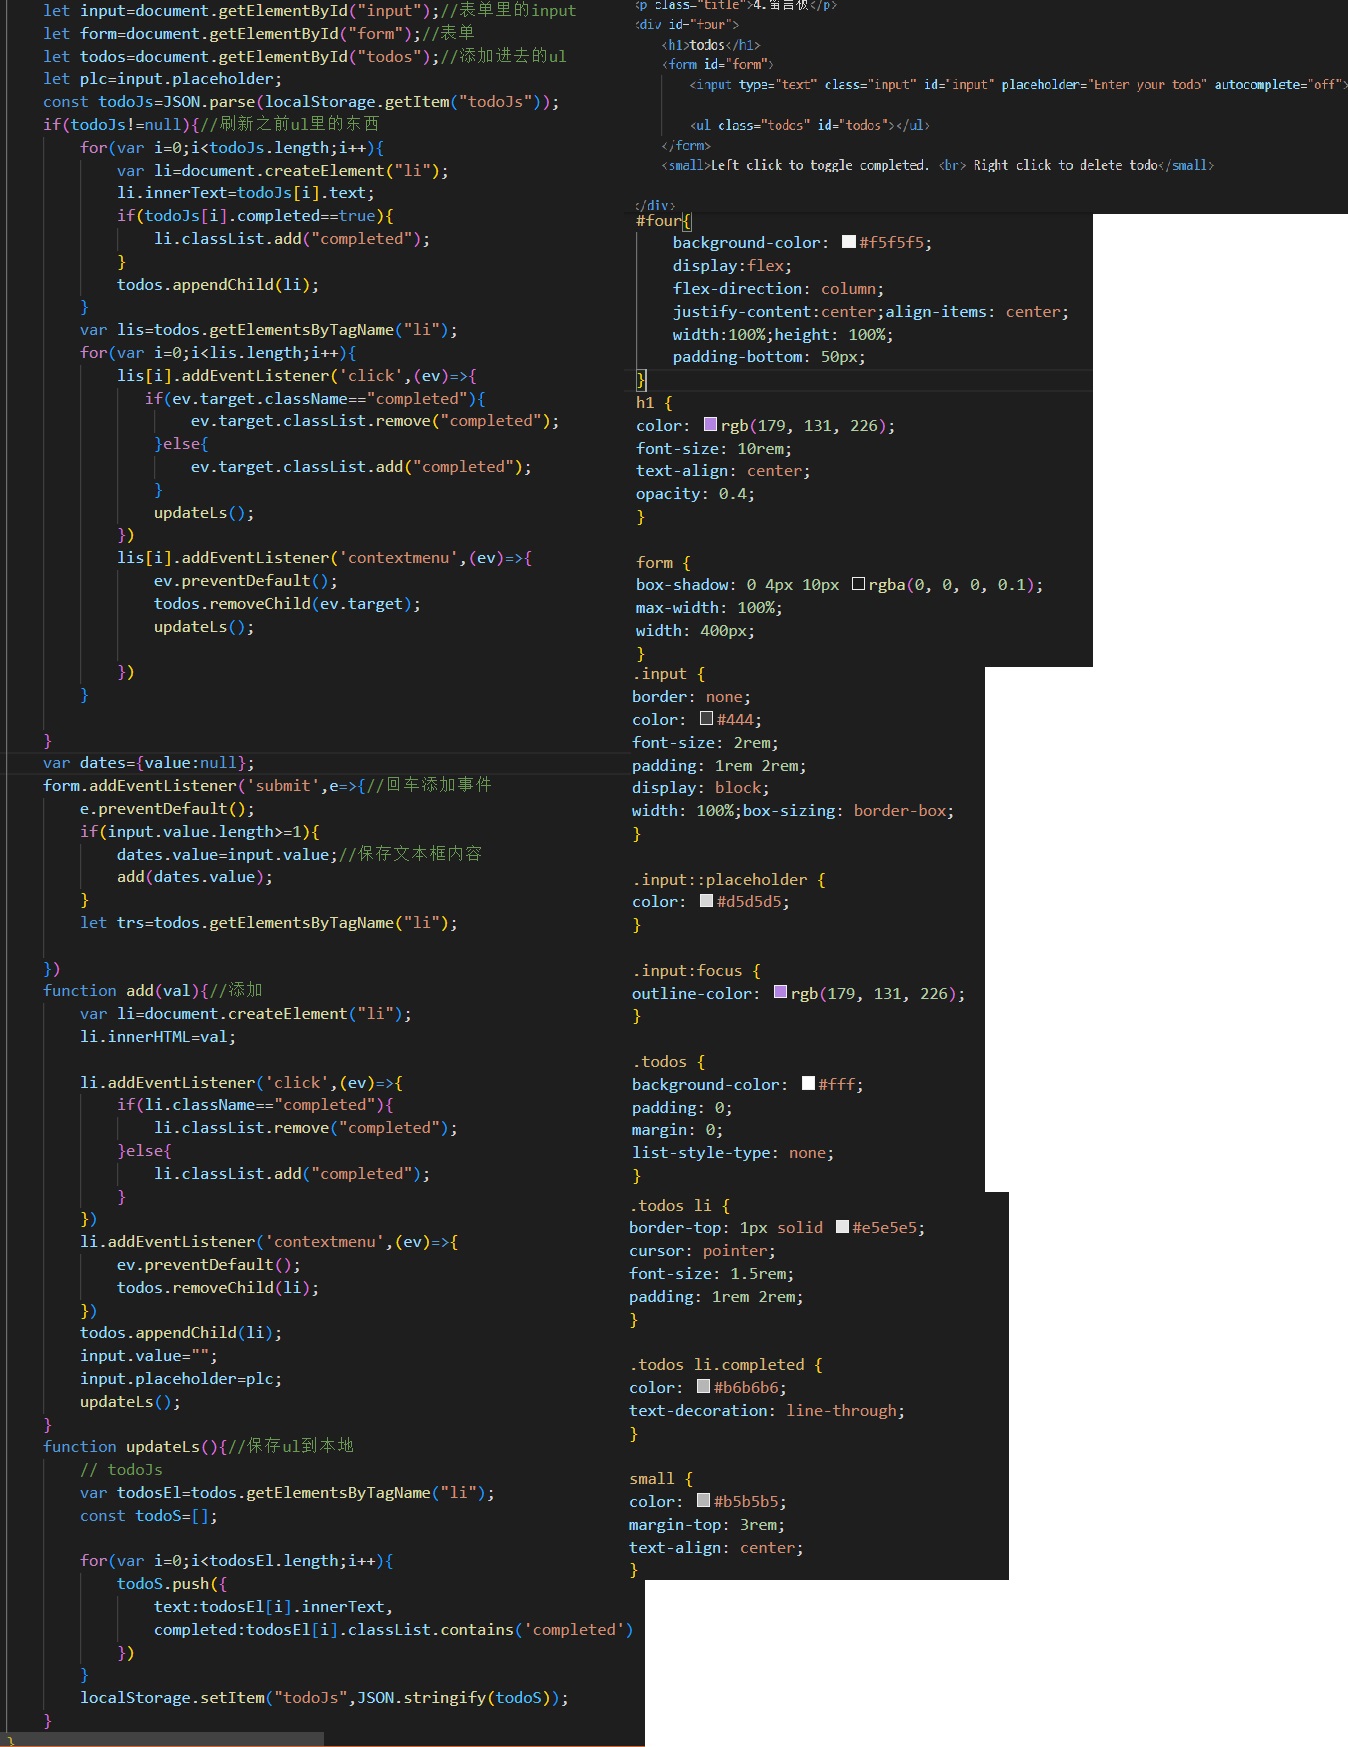 let input=document.getElementById("input");//表单里的input
let form=document.getElementById("form");//表单
let todos=document.getElementById("todos");//添加进去的ul
let plc=input.placeholder;
const todoJs=JSON.parse(localStorage.getItem("todoJs"));
if(todoJs!=null){//刷新之前ul里的东西
for(var i=0;i<todoJs.length;i++){
var li=document.createElement("li");
li.innerText=todoJs[i].text;
if(todoJs[i].completed==true){
li.classList.add("completed");
}
todos.appendChild(li);
}
var lis=todos.getElementsByTagName("li");
for(var i=0;i<lis.length;i++){
lis[i].addEventListener('click',(ev)=>{
if(ev.target.className=="completed"){
ev.target.classList.remove("completed");
}else{
ev.target.classList.add("completed");
}
updateLs();
})
lis[i].addEventListener('contextmenu',(ev)=>{
ev.preventDefault();
todos.removeChild(ev.target);
updateLs();
})
}
}
var dates={value:null};
form.addEventListener('submit',e=>{//回车添加事件
e.preventDefault();
if(input.value.length>=1){
dates.value=input.value;//保存文本框内容
add(dates.value);
}
let trs=todos.getElementsByTagName("li");
})
function add(val){//添加
var li=document.createElement("li");
li.innerHTML=val;
li.addEventListener('click',(ev)=>{
if(li.className=="completed"){
li.classList.remove("completed");
}else{
li.classList.add("completed");
}
})
li.addEventListener('contextmenu',(ev)=>{
ev.preventDefault();
todos.removeChild(li);
})
todos.appendChild(li);
input.value="";
input.placeholder=plc;
updateLs();
}
function updateLs(){//保存ul到本地
// todoJs
var todosEl=todos.getElementsByTagName("li");
const todoS=[];
for(var i=0;i<todosEl.length;i++){
todoS.push({
text:todosEl[i].innerText,
completed:todosEl[i].classList.contains('completed')
})
}
localStorage.setItem("todoJs",JSON.stringify(todoS));
}
}
<p class="title">4.留言板</p>
<div id="four">
<h1>todos</h1>
<form id="form">
<input type="text" class="input" id="input" placeholder="Enter your todo" autocomplete="off">
<ul class="todos" id="todos"></ul>
</form>
<small>Left click to toggle completed. <br> Right click to delete todo</small>
</div>
#four{
background-color: #f5f5f5;
display:flex;
flex-direction: column;
justify-content:center;align-items: center;
width:100%;height: 100%;
padding-bottom: 50px;
}
h1 {
color: rgb(179, 131, 226);
font-size: 10rem;
text-align: center;
opacity: 0.4;
}
form {
box-shadow: 0 4px 10px rgba(0, 0, 0, 0.1);
max-width: 100%;
width: 400px;
}
.input {
border: none;
color: #444;
font-size: 2rem;
padding: 1rem 2rem;
display: block;
width: 100%;box-sizing: border-box;
}
.input::placeholder {
color: #d5d5d5;
}
.input:focus {
outline-color: rgb(179, 131, 226);
}
.todos {
background-color: #fff;
padding: 0;
margin: 0;
list-style-type: none;
}
.todos li {
border-top: 1px solid #e5e5e5;
cursor: pointer;
font-size: 1.5rem;
padding: 1rem 2rem;
}
.todos li.completed {
color: #b6b6b6;
text-decoration: line-through;
}
small {
color: #b5b5b5;
margin-top: 3rem;
text-align: center;
}